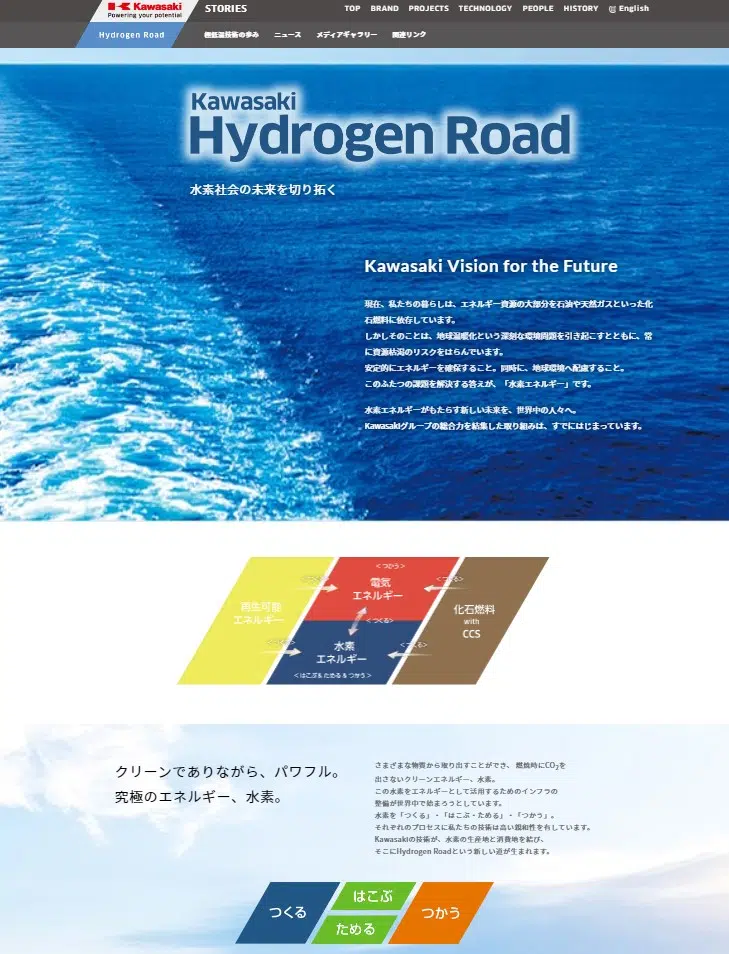 Kawasaki
Powering your potential
STORIES
TOP BRAND PROJECTS TECHNOLOGY PEOPLE HISTORY English
Hydrogen Road
極低温技術の歩み ニュース メディアギャラリー 関連リンク
Kawasaki
Hydrogen Road
水素社会の未来を切り拓く
Kawasaki Vision for the Future
現在、私たちの暮らしは、エネルギー資源の大部分を石油や天然ガスといった化
石燃料に依存しています。
しかしそのことは、地球温暖化という深刻な環境問題を引き起こすとともに、常
に資源枯渇のリスクをはらんでいます。
安定的にエネルギーを確保すること。同時に、地球環境へ配慮すること。
このふたつの課題を解決する答えが、「水素エネルギー」です。
水素エネルギーがもたらす新しい未来を、世界中の人々へ。
Kawasakiグループの総合力を結集した取り組みは、すでにはじまっています。
<つかう>
<つくる>
電気
エネルギー
<つくる>
再生可能
エネルギー
化石燃料
with
CCS
<つくる>
<つくる>
水素
エネルギー
<つくる>
<はこぶ & ためる & つかう>
クリーンでありながら、パワフル。
究極のエネルギー、水素。
さまざまな物質から取り出すことができ、 燃焼時にCO2を
出さないクリーンエネルギー、水素。
この水素をエネルギーとして活用するためのインフラの
整備が世界中で始まろうとしています。
水素を「つくる」・「はこぶ・ためる」・「つかう」。
それぞれのプロセスに私たちの技術は高い親和性を有しています。
Kawasakiの技術が、水素の生産地と消費地を結び、
そこにHydrogen Roadという新しい道が生まれます。
つくる
はこぶ
ためる
つかう